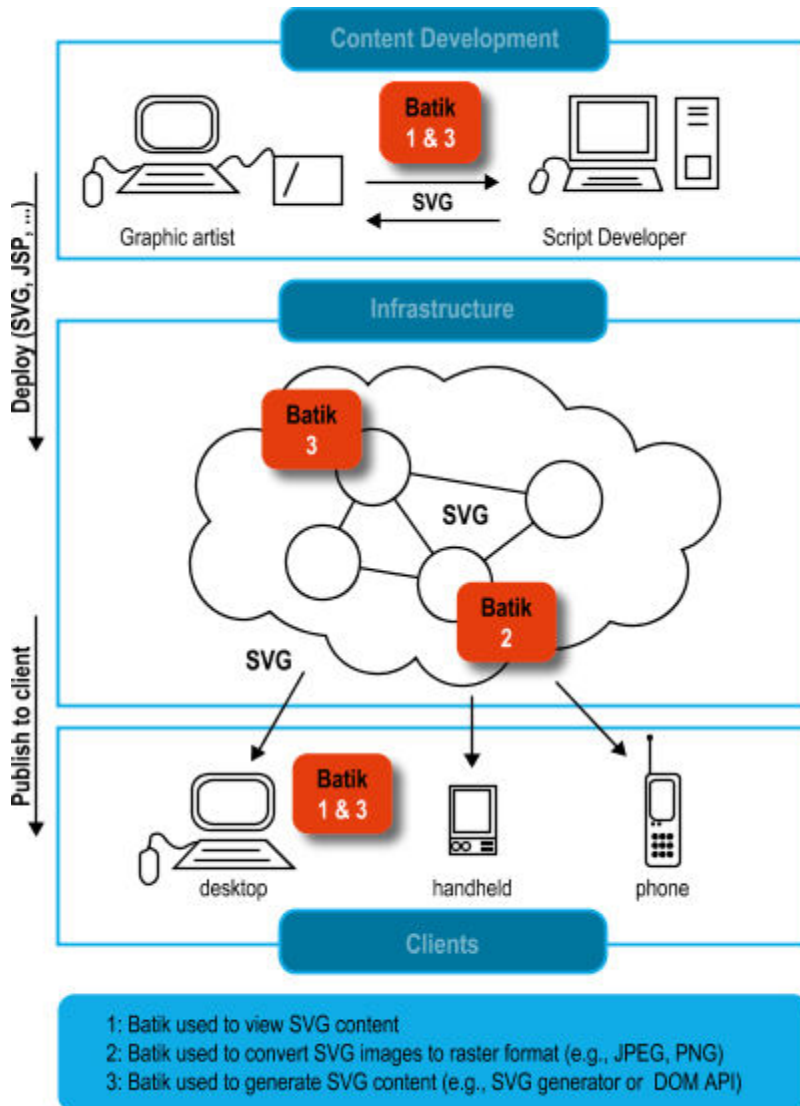 Content Development
Batik
1 & 3
SVG
Graphic artist
Script Developer
Deploy (SVG, JSP, ...)
Infrastructure
Batik
3
SVG
Batik
2
SVG
Publish to client
Batik
1 & 3
desktop
handheld
phone
Clients
1: Batik used to view SVG content
2: Batik used to convert SVG images to raster format (e.g., JPEG, PNG)
3: Batik used to generate SVG content (e.g., SVG generator or DOM API)